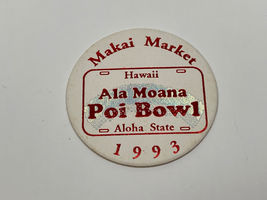 Makai Market
Hawaii
Ala Moana
Poi Bowl
Aloha State
1993